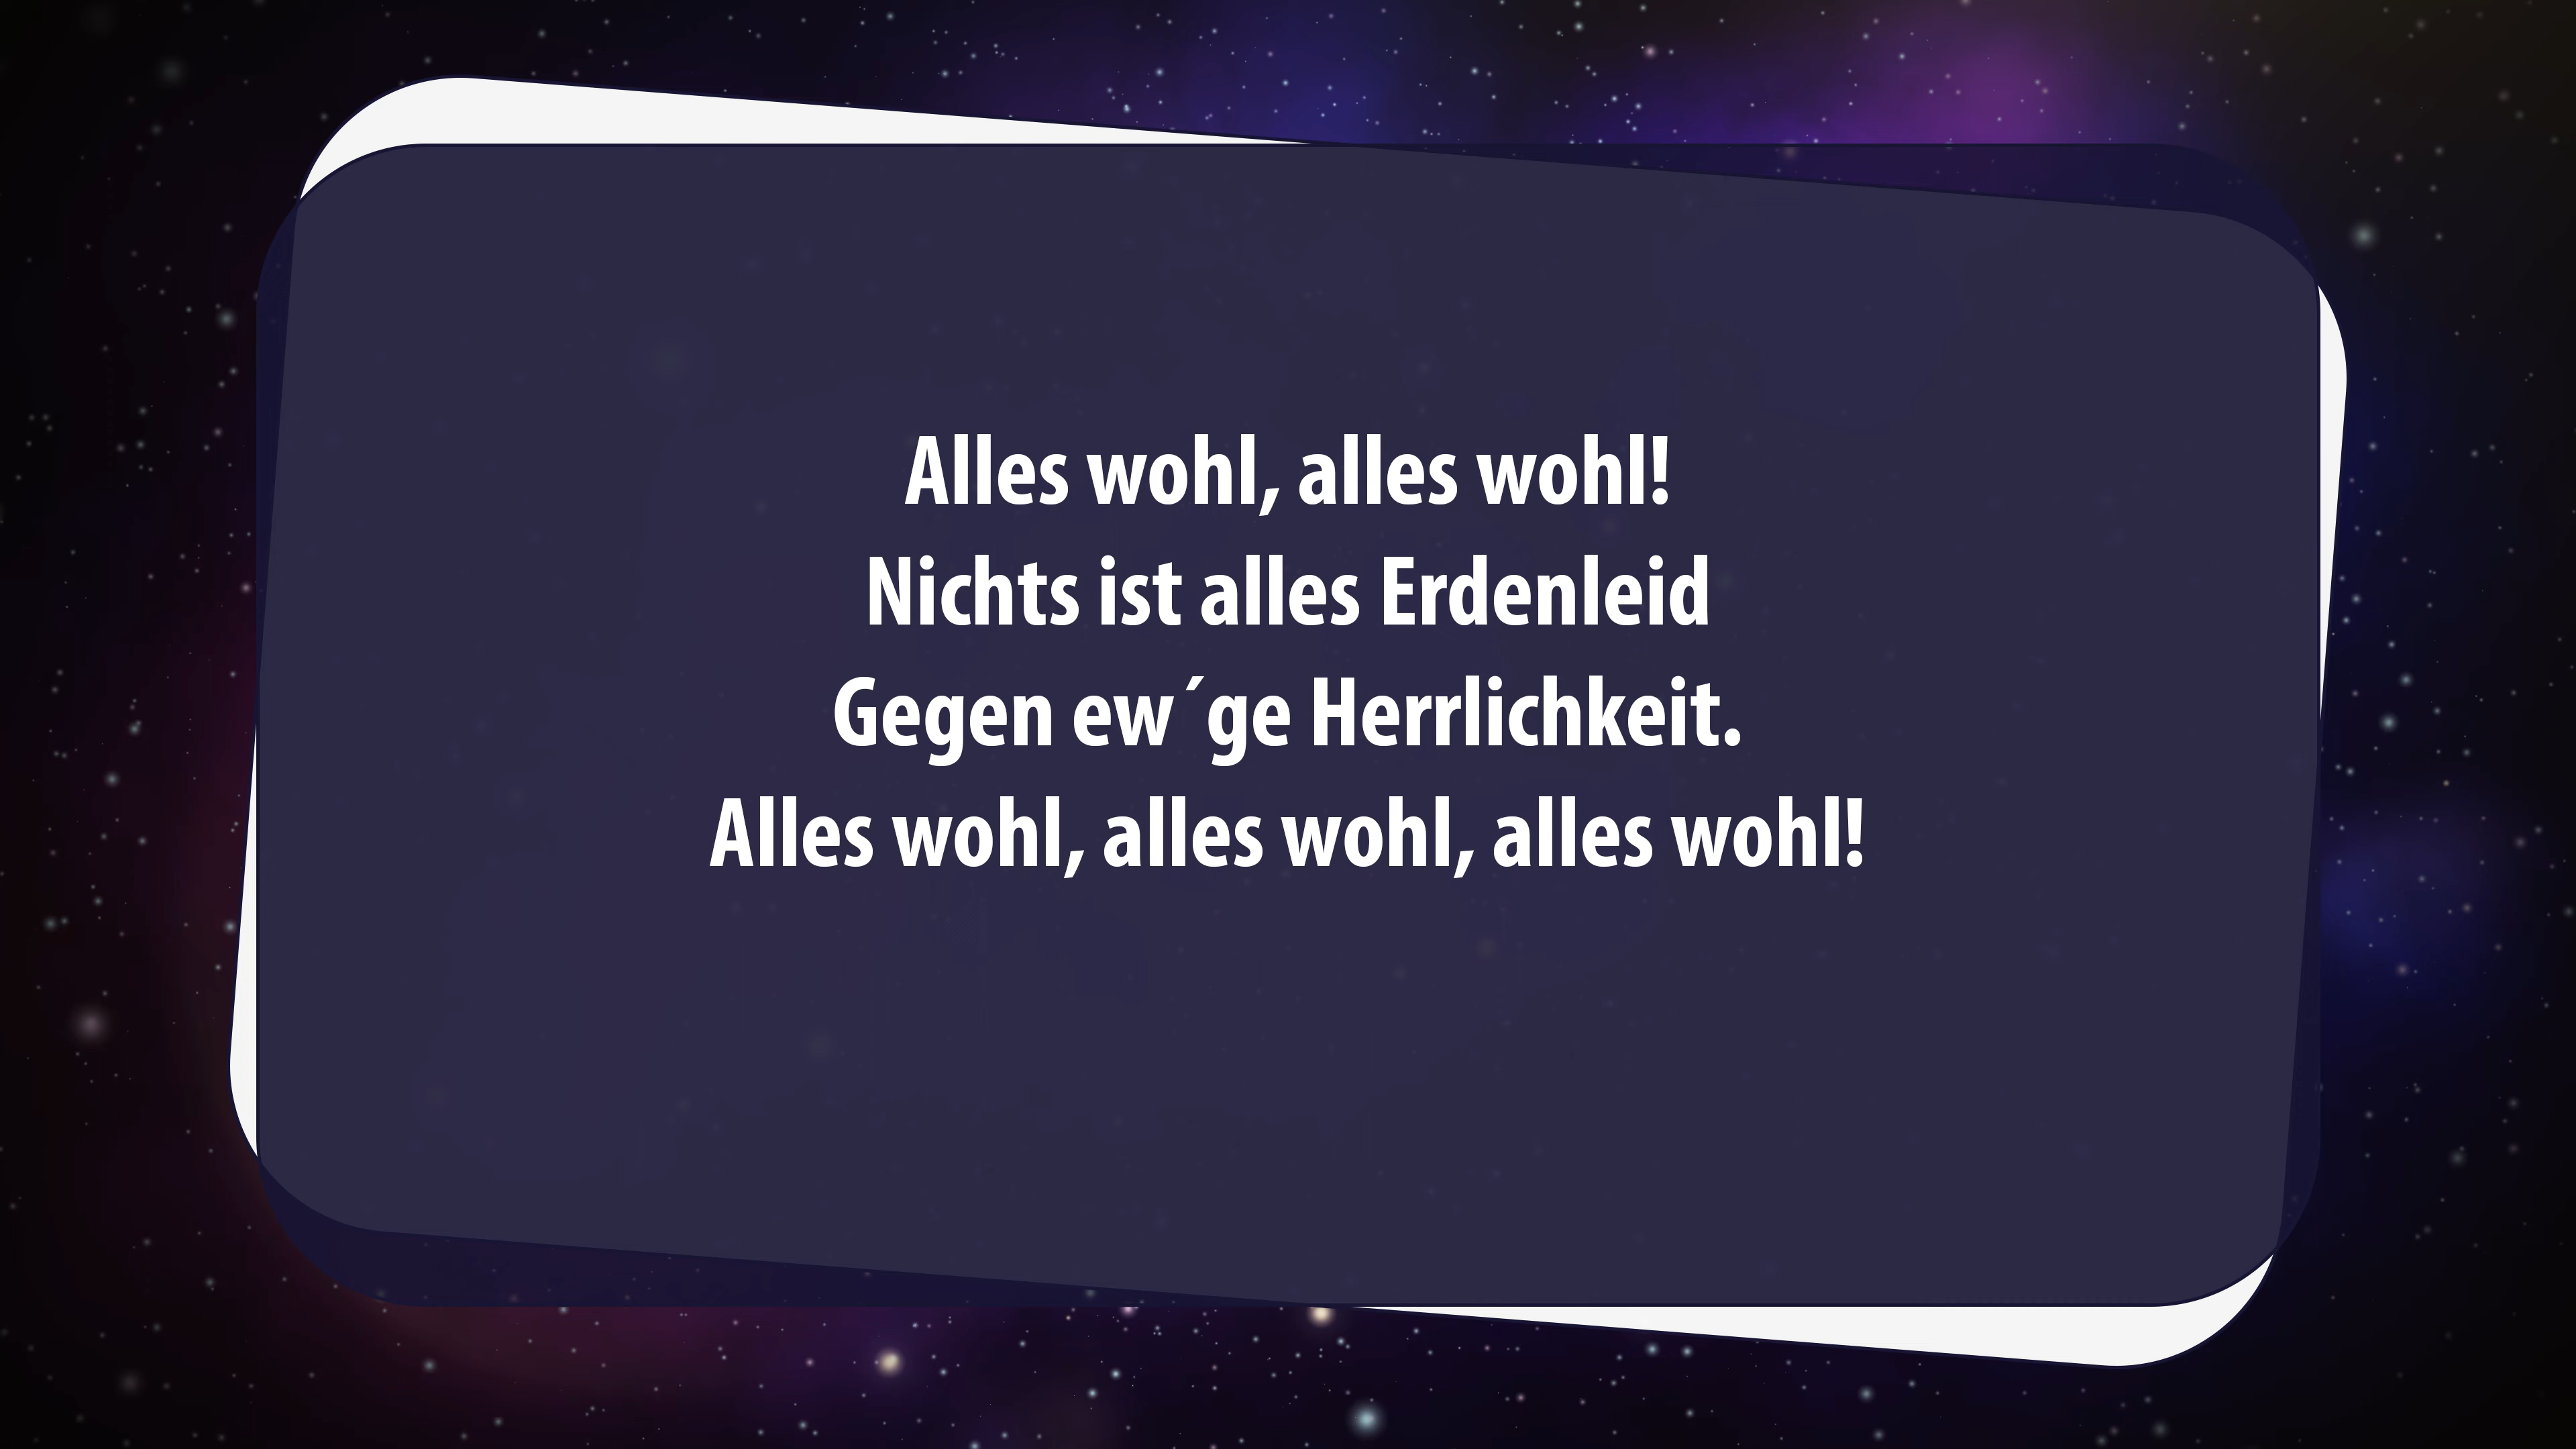 Alles wohl, alles wohl!
Nichts ist alles Erdenleid
Gegen ew´ge Herrlichkeit.
Alles wohl, alles wohl, alles wohl!